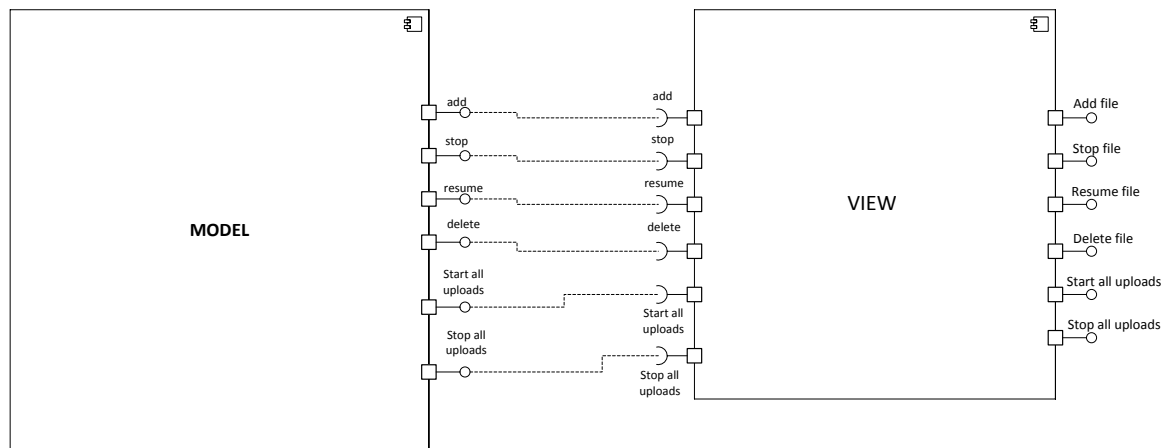 add
add
Add file
stop
stop
Stop file
resume
resume
Resume file
MODEL
VIEW
delete
delete
Delete file
Start all
uploads
Start all
uploads
Start all uploads
Stop all
uploads
Stop all
uploads
Stop all uploads